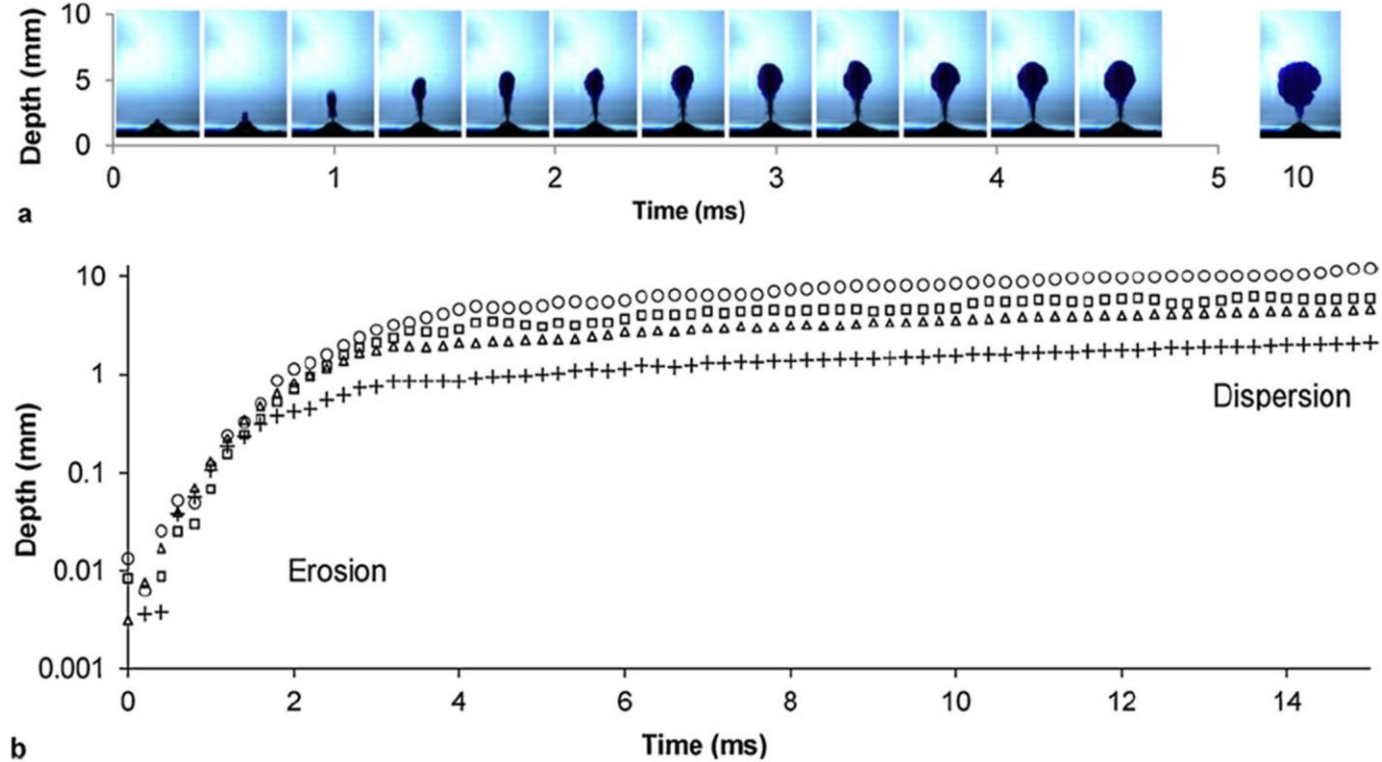 10
5
0
Depth (mm)
0 1 2 3 4 5 10
Time (ms)
a
10
1
0.1
0.01
0.001
Depth (mm)
Dispersion
Erosion
0 2 4 6 8 10 12 14
Time (ms)
b